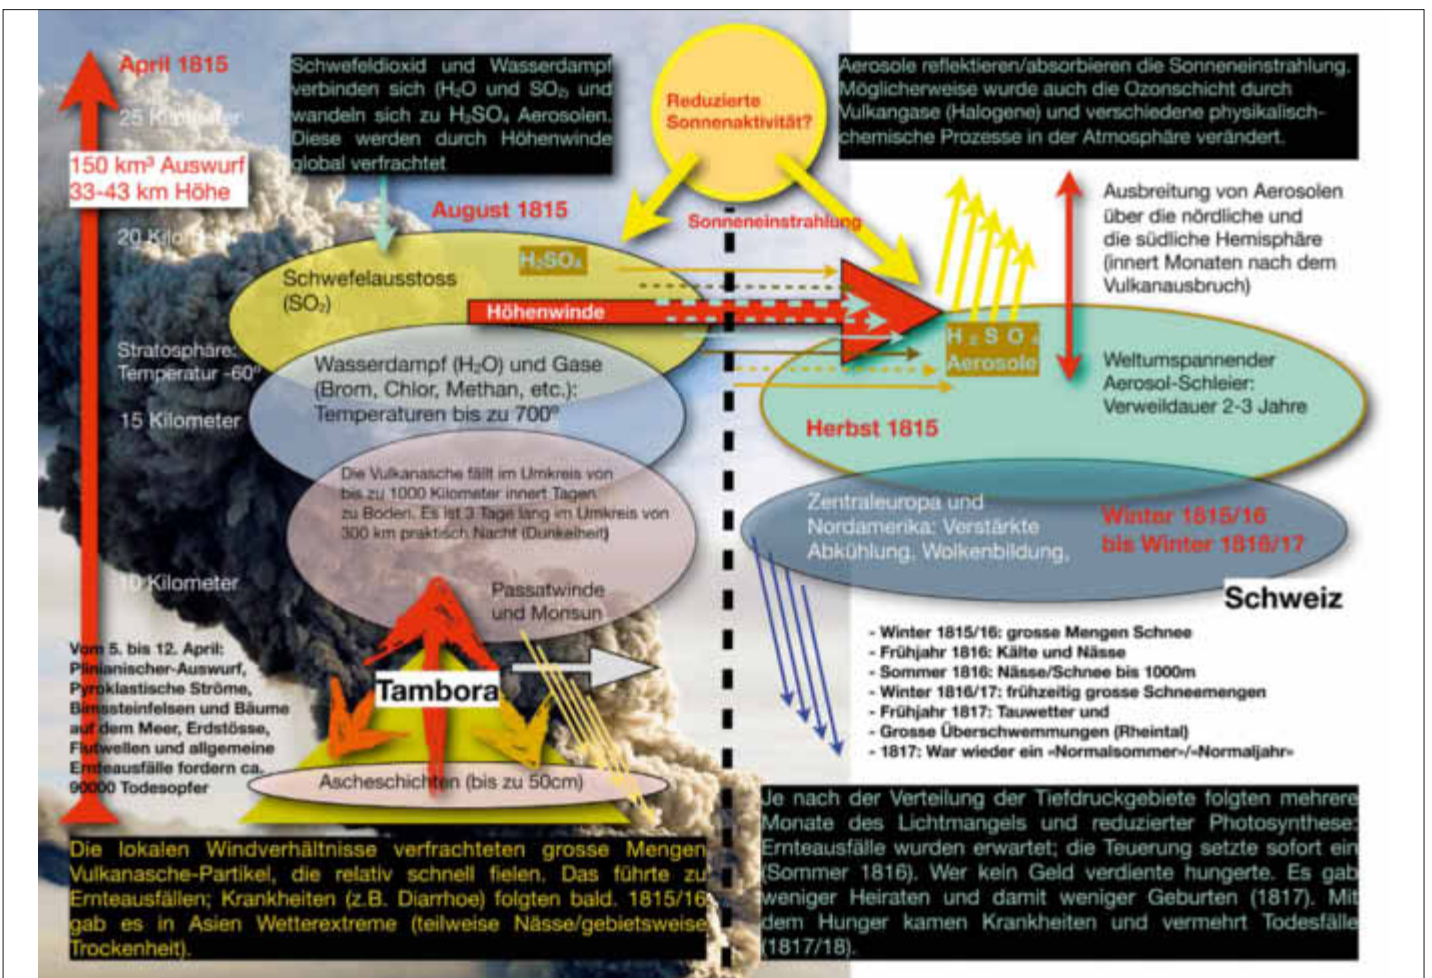 April 1815
25 Kilometer
150 km³ Auswurf
33-43 km Höhe
20 Kilometer
Stratosphäre:
Temperatur -60º
15 Kilometer
10 Kilometer
Vom 5. bis 12. April:
Plinianischer-Auswurf,
Pyroklastische Ströme,
Bimssteinfelsen und Bäume
auf dem Meer, Erdstösse,
Flutwellen und allgemeine
Ernteausfälle fordern ca.
90000 Todesopfer
Schwefeldioxid und Wasserdampf
verbinden sich (H₂O und SO₂) und
wandeln sich zu H₂SO₄ Aerosolen.
Diese werden durch Höhenwinde
global verfrachtet
August 1815
H₂SO₄
Schwefelausstoss
(SO₂)
Höhenwinde
Wasserdampf (H₂O) und Gase
(Brom, Chlor, Methan, etc.):
Temperaturen bis zu 700º
Die Vulkanasche fällt im Umkreis von
bis zu 1000 Kilometer innert Tagen
zu Boden. Es ist 3 Tage lang im Umkreis von
300 km praktisch Nacht (Dunkelheit)
Passatwinde
und Monsun
Tambora
Ascheschichten (bis zu 50cm)
Die lokalen Windverhältnisse verfrachteten grosse Mengen
Vulkanasche-Partikel, die relativ schnell fielen. Das führte zu
Ernteausfällen; Krankheiten (z.B. Diarrhoe) folgten bald. 1815/16
gab es in Asien Wetterextreme (teilweise Nässe/gebietsweise
Trockenheit).
Reduzierte
Sonnenaktivität?
Sonneneinstrahlung
Aerosole reflektieren/absorbieren die Sonneneinstrahlung.
Möglicherweise wurde auch die Ozonschicht durch
Vulkangase (Halogene) und verschiedene physikalisch-
chemische Prozesse in der Atmosphäre verändert.
Ausbreitung von Aerosolen
über die nördliche und
die südliche Hemisphäre
(innert Monaten nach dem
Vulkanausbruch)
H₂SO₄
Aerosole
Weltumspannender
Aerosol-Schleier:
Verweildauer 2-3 Jahre
Herbst 1815
Zentraleuropa und
Nordamerika: Verstärkte
Abkühlung, Wolkenbildung,
Winter 1815/16
bis Winter 1816/17
Schweiz
- Winter 1815/16: grosse Mengen Schnee
- Frühjahr 1816: Kälte und Nässe
- Sommer 1816: Nässe/Schnee bis 1000m
- Winter 1816/17: frühzeitig grosse Schneemengen
- Frühjahr 1817: Tauwetter und
- Grosse Überschwemmungen (Rheintal)
- 1817: War wieder ein «Normalsommer»/«Normaljahr»
Je nach der Verteilung der Tiefdruckgebiete folgten mehrere
Monate des Lichtmangels und reduzierter Photosynthese:
Ernteausfälle wurden erwartet; die Teuerung setzte sofort ein
(Sommer 1816). Wer kein Geld verdiente hungerte. Es gab
weniger Heiraten und damit weniger Geburten (1817). Mit
dem Hunger kamen Krankheiten und vermehrt Todesfälle
(1817/18).